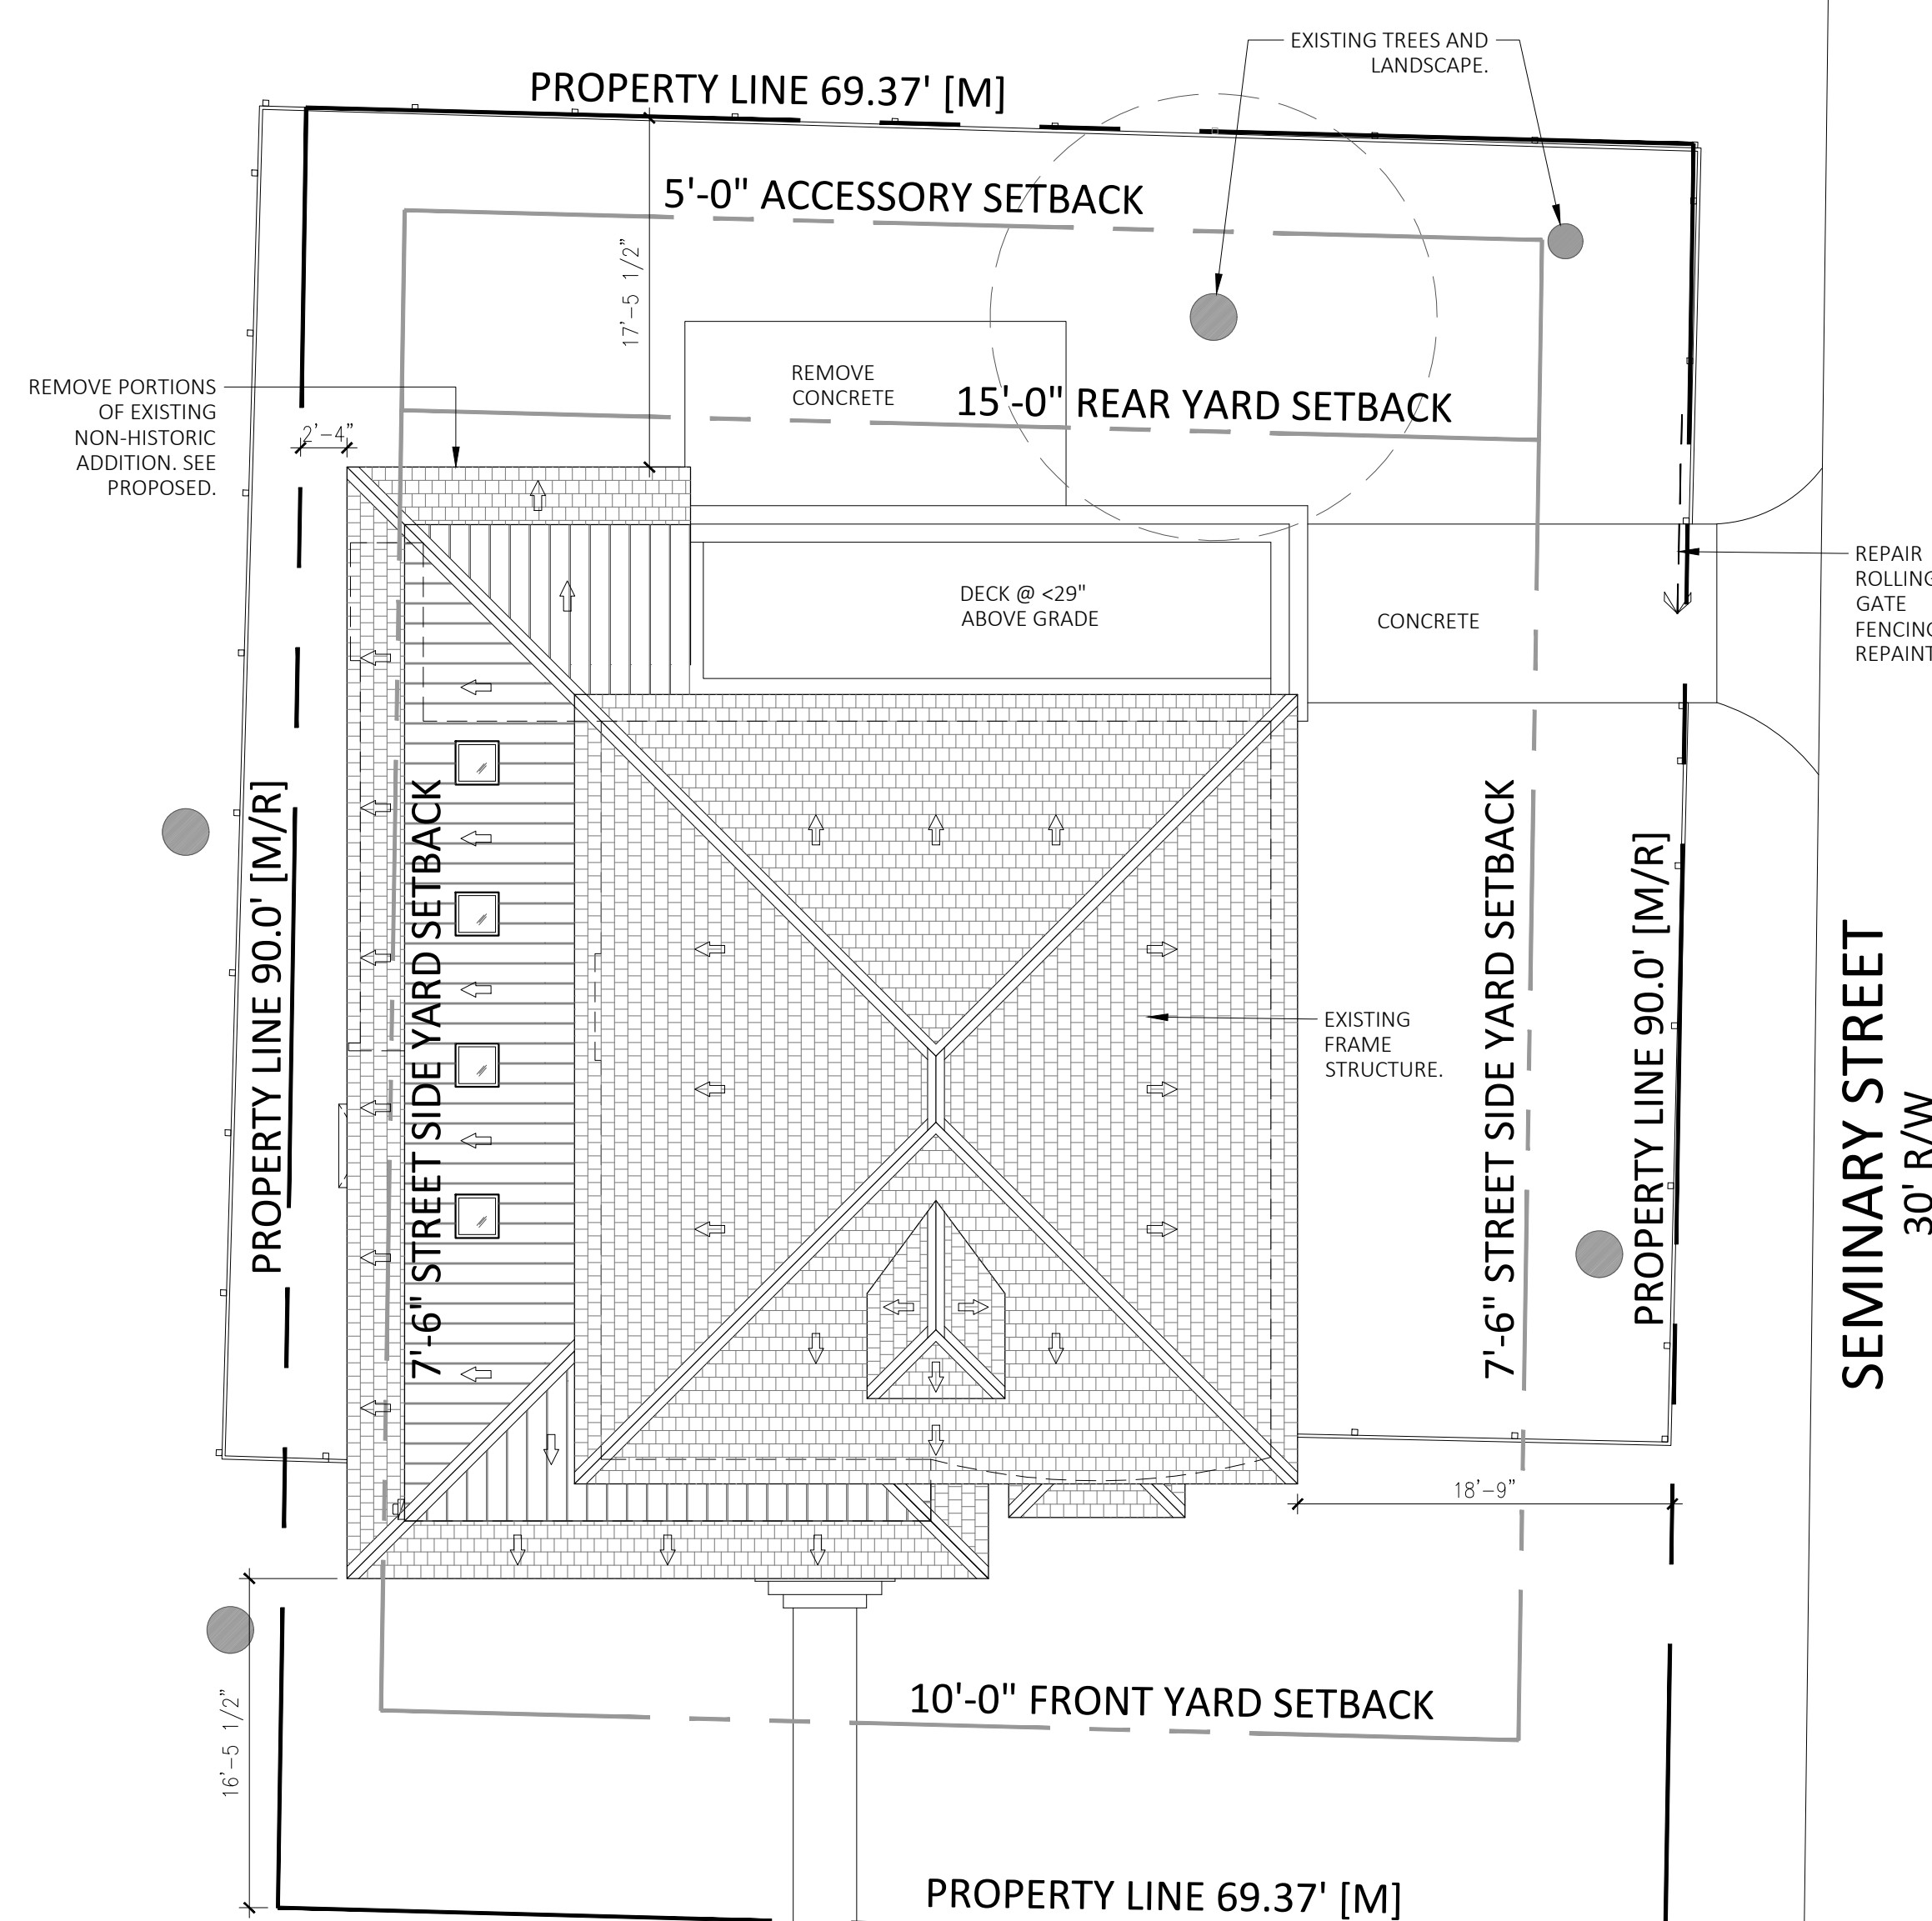 EXISTING TREES AND
LANDSCAPE.
PROPERTY LINE 69.37' [M]
5'-0" ACCESSORY SETBACK
17'-5 1/2"
REMOVE
CONCRETE
15'-0" REAR YARD SETBACK
REMOVE PORTIONS
OF EXISTING
NON-HISTORIC
ADDITION. SEE
PROPOSED.
2'-4"
DECK @ <29"
ABOVE GRADE
CONCRETE
REPAIR
ROLLING
GATE
FENCING
REPAINT
PROPERTY LINE 90.0' [M/R]
7'-6" STREET SIDE YARD SETBACK
EXISTING
FRAME
STRUCTURE.
7'-6" STREET SIDE YARD SETBACK
PROPERTY LINE 90.0' [M/R]
SEMINARY STREET
30' R/W
18'-9"
16'-5 1/2"
10'-0" FRONT YARD SETBACK
PROPERTY LINE 69.37' [M]